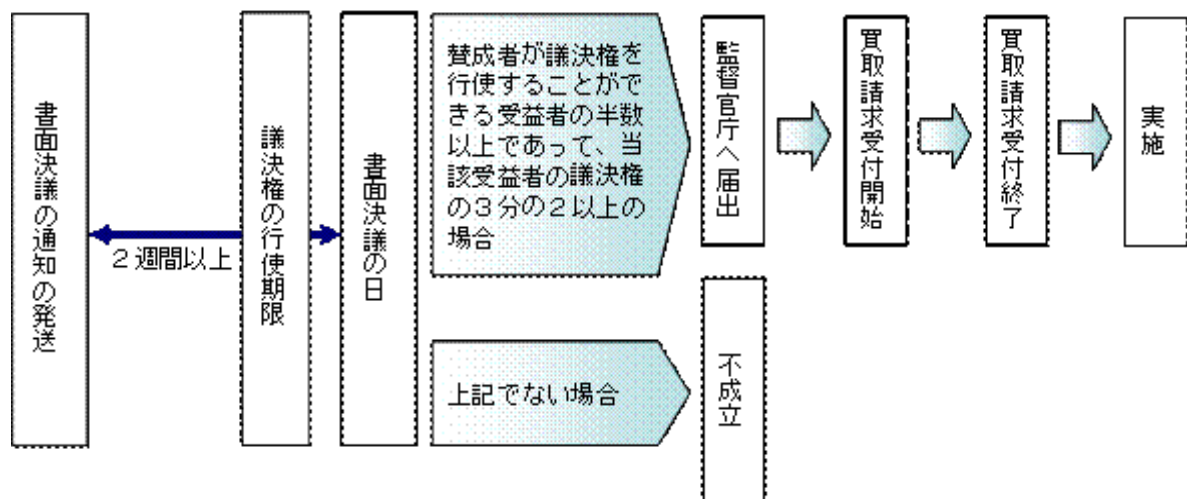 書面決議の通知の発送
2週間以上
議決権の行使期限
書面決議の日
賛成者が議決権を
行使することがで
きる受益者の半数
以上であって、当
該受益者の議決権
の3分の2以上の
場合
監督官庁へ届出
買取請求受付開始
買取請求受付終了
実施
上記でない場合
不成立